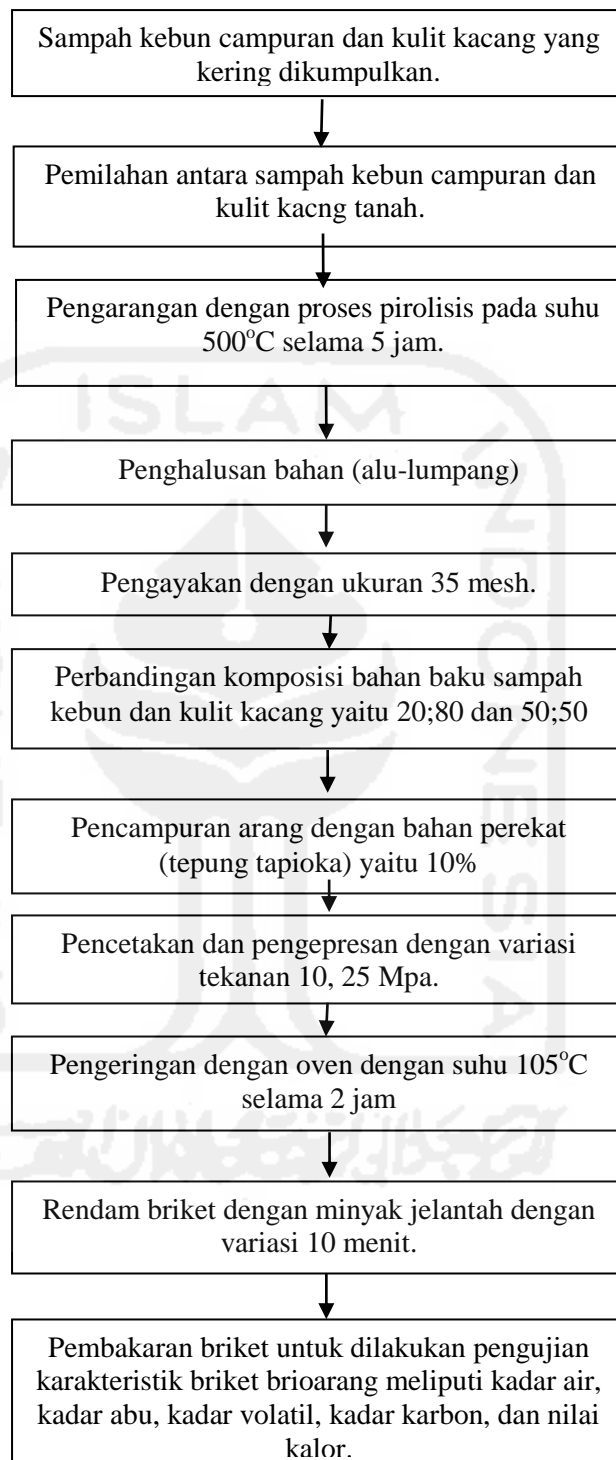 Sampah kebun campuran dan kulit kacang yang
kering dikumpulkan.
Pemilahan antara sampah kebun campuran dan
kulit kacng tanah.
Pengarangan dengan proses pirolisis pada suhu
500°C selama 5 jam.
Penghalusan bahan (alu-lumpang)
Pengayakan dengan ukuran 35 mesh.
Perbandingan komposisi bahan baku sampah
kebun dan kulit kacang yaitu 20;80 dan 50;50
Pencampuran arang dengan bahan perekat
(tepung tapioka) yaitu 10%
Pencetakan dan pengepresan dengan variasi
tekanan 10, 25 Mpa.
Pengeringan dengan oven dengan suhu 105°C
selama 2 jam
Rendam briket dengan minyak jelantah dengan
variasi 10 menit.
Pembakaran briket untuk dilakukan pengujian
karakteristik briket brioarang meliputi kadar air,
kadar abu, kadar volatil, kadar karbon, dan nilai
kalor.
ISLAM
INDONESIA